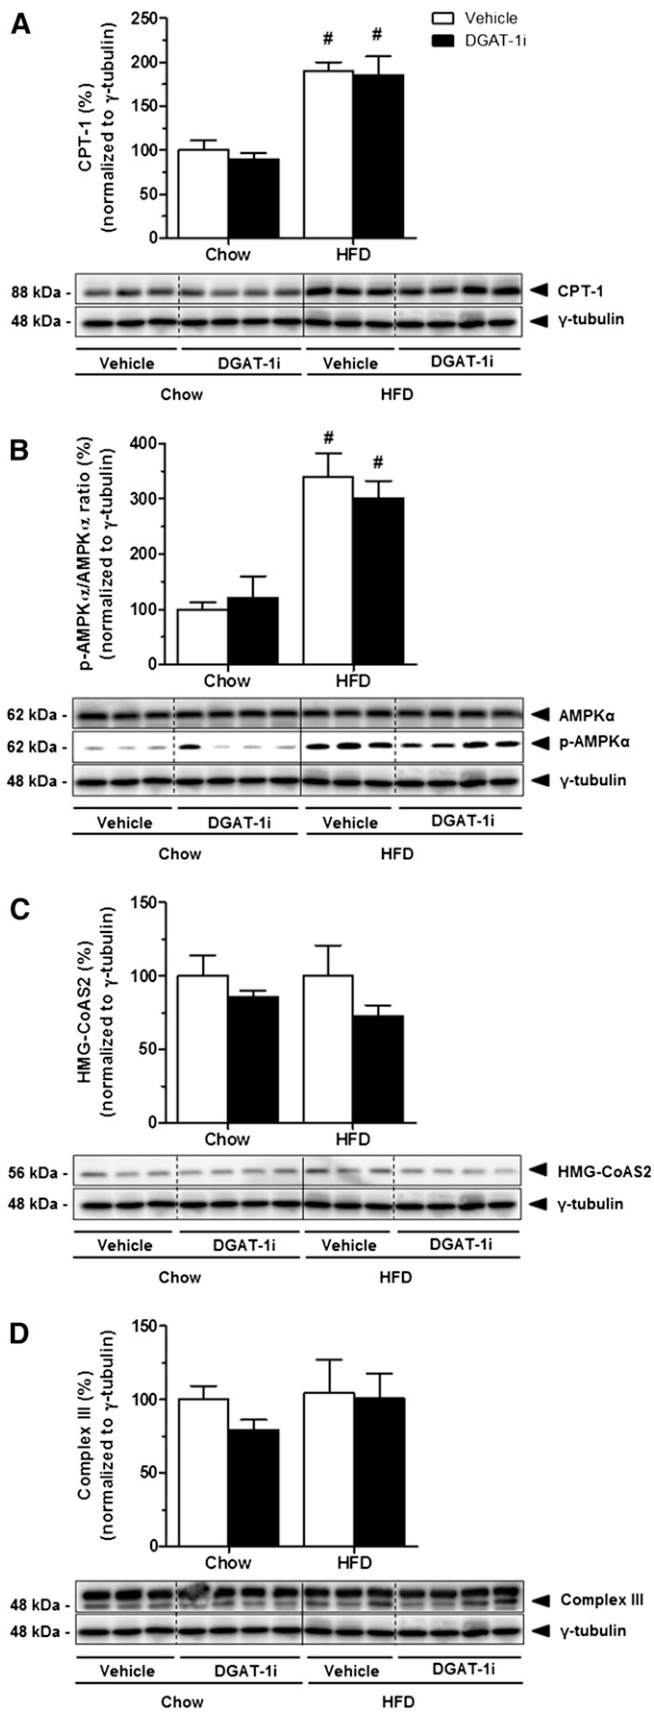 A
Vehicle
DGAT-1i
CPT-1 (%)
(normalized to γ-tubulin)
250
200
150
100
50
0
# #
Chow HFD
88 kDa - CPT-1
48 kDa - γ-tubulin
Vehicle DGAT-1i Vehicle DGAT-1i
Chow HFD
B
p-AMPKα/AMPKα ratio (%)
(normalized to γ-tubulin)
400
300
200
100
0
# #
Chow HFD
62 kDa - AMPKα
62 kDa - p-AMPKα
48 kDa - γ-tubulin
Vehicle DGAT-1i Vehicle DGAT-1i
Chow HFD
C
HMG-CoAS2 (%)
(normalized to γ-tubulin)
150
100
50
0
Chow HFD
56 kDa - HMG-CoAS2
48 kDa - γ-tubulin
Vehicle DGAT-1i Vehicle DGAT-1i
Chow HFD
D
Complex III (%)
(normalized to γ-tubulin)
150
100
50
0
Chow HFD
48 kDa - Complex III
48 kDa - γ-tubulin
Vehicle DGAT-1i Vehicle DGAT-1i
Chow HFD